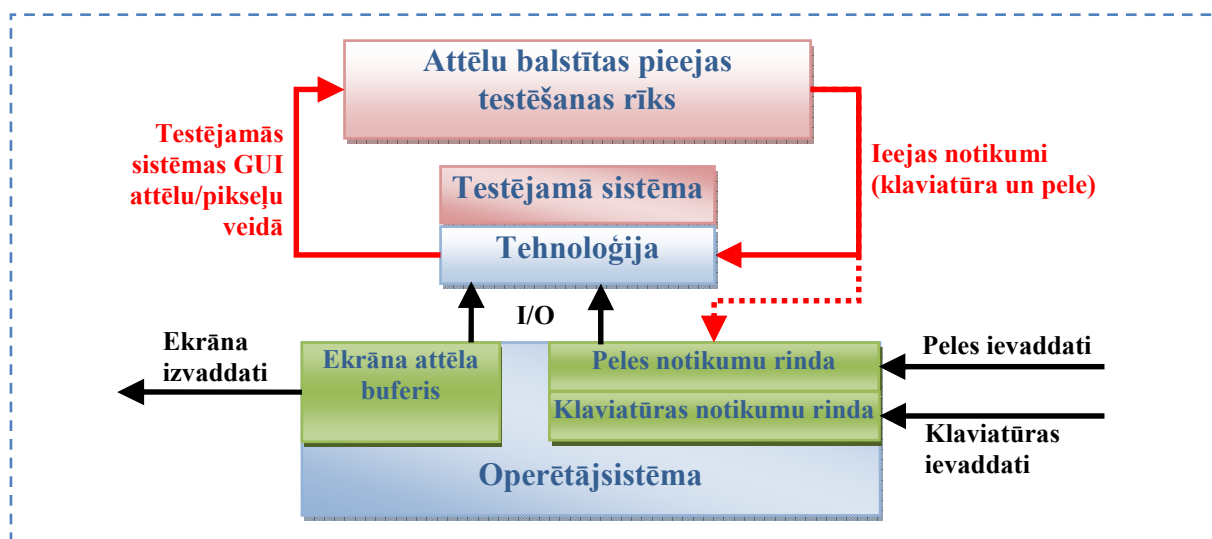 Attēlu balstītas pieejas
testēšanas rīks
Testējamās
sistēmas GUI
attēlu/pikseļu
veidā
Ieejas notikumi
(klaviatūra un pele)
Testējamā sistēma
Tehnoloģija
I/O
Ekrāna
izvaddati
Ekrāna attēla
buferis
Peles notikumu rinda
Klaviatūras notikumu rinda
Peles ievaddati
Klaviatūras
ievaddati
Operētājsistēma